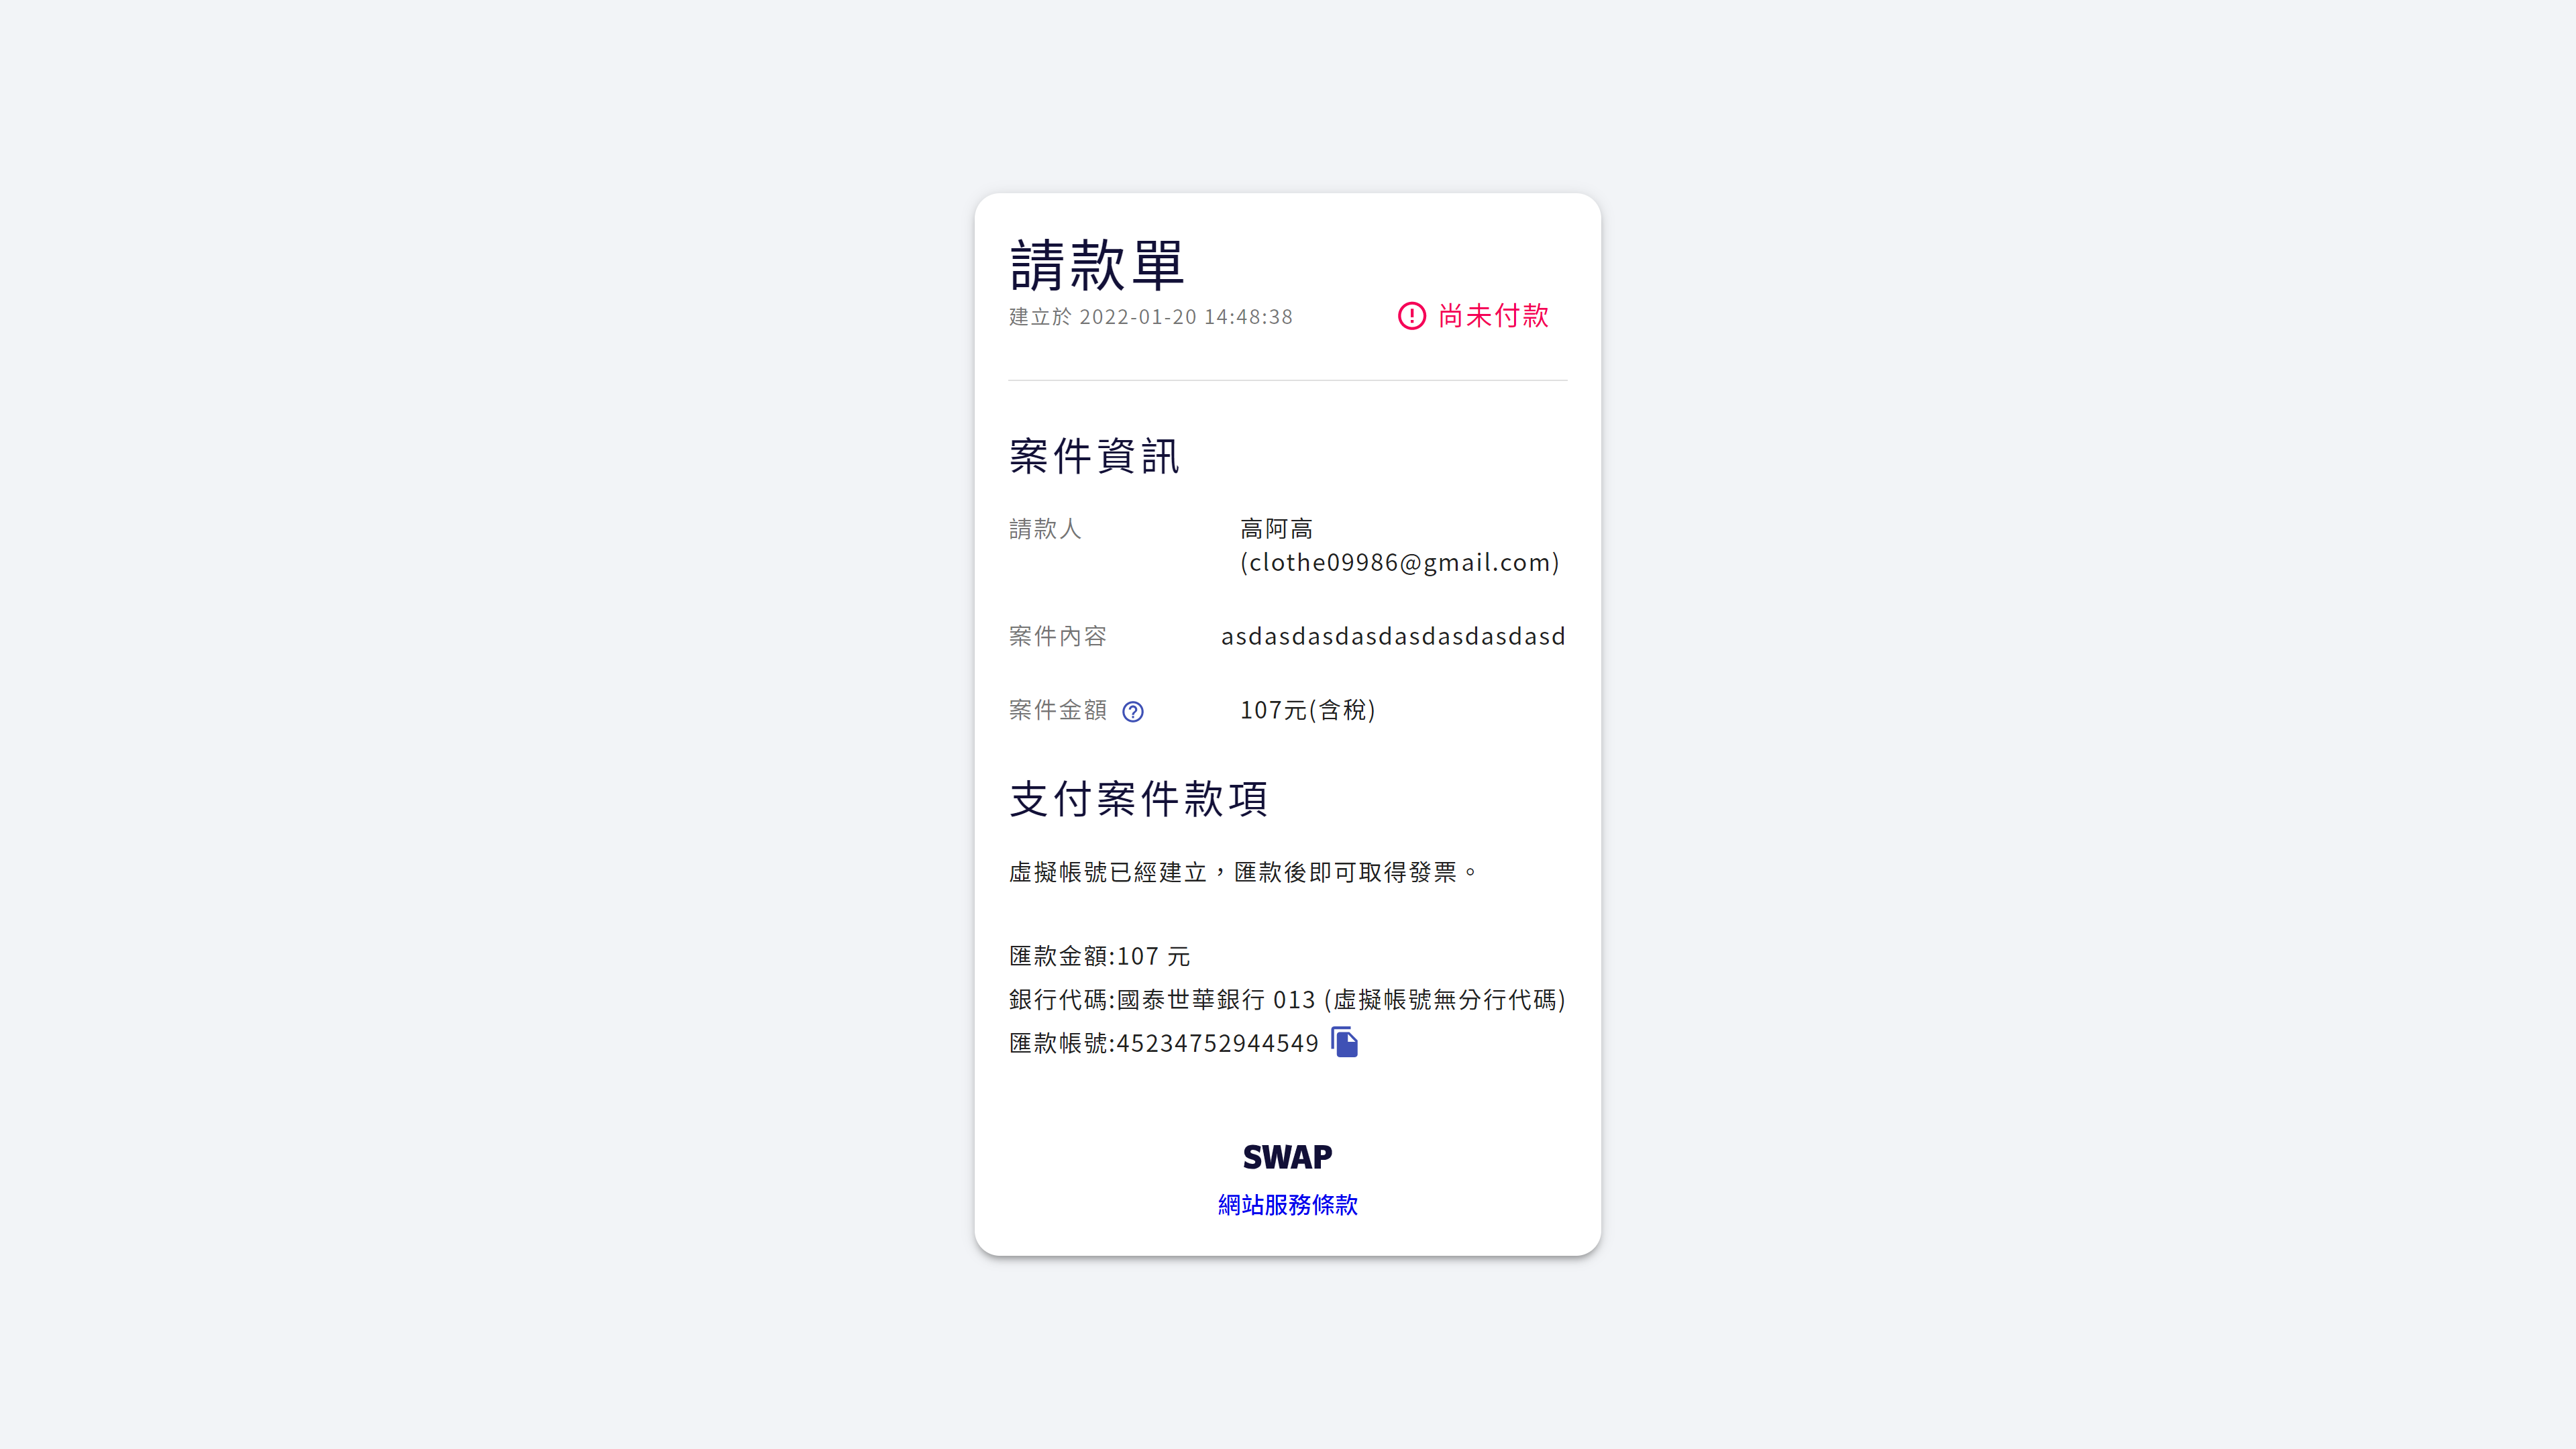 請款單
建立於 2022-01-20 14:48:38
尚未付款
案件資訊
請款人
高阿高
(clothe09986@gmail.com)
案件內容
asdasdasdasdasdasdasdasd
案件金額
107元(含稅)
支付案件款項
虛擬帳號已經建立，匯款後即可取得發票。
匯款金額:107 元
銀行代碼:國泰世華銀行 013 (虛擬帳號無分行代碼)
匯款帳號:45234752944549
SWAP
網站服務條款